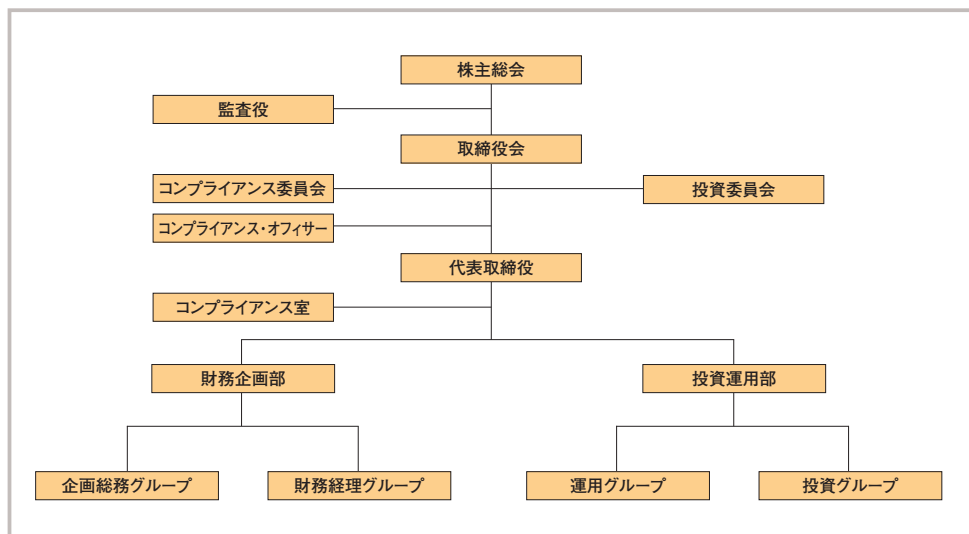 株主総会
監査役
取締役会
コンプライアンス委員会
投資委員会
コンプライアンス・オフィサー
代表取締役
コンプライアンス室
財務企画部
投資運用部
企画総務グループ
財務経理グループ
運用グループ
投資グループ